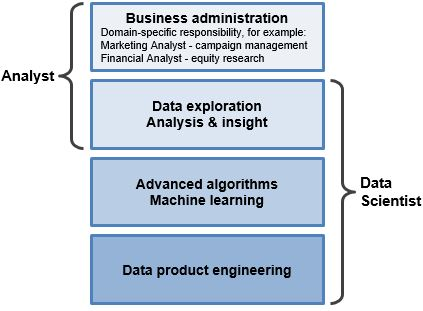 Business administration
Domain-specific responsibility, for example:
Marketing Analyst - campaign management
Financial Analyst - equity research
Analyst
Data exploration
Analysis & insight
Advanced algorithms
Machine learning
Data
Scientist
Data product engineering